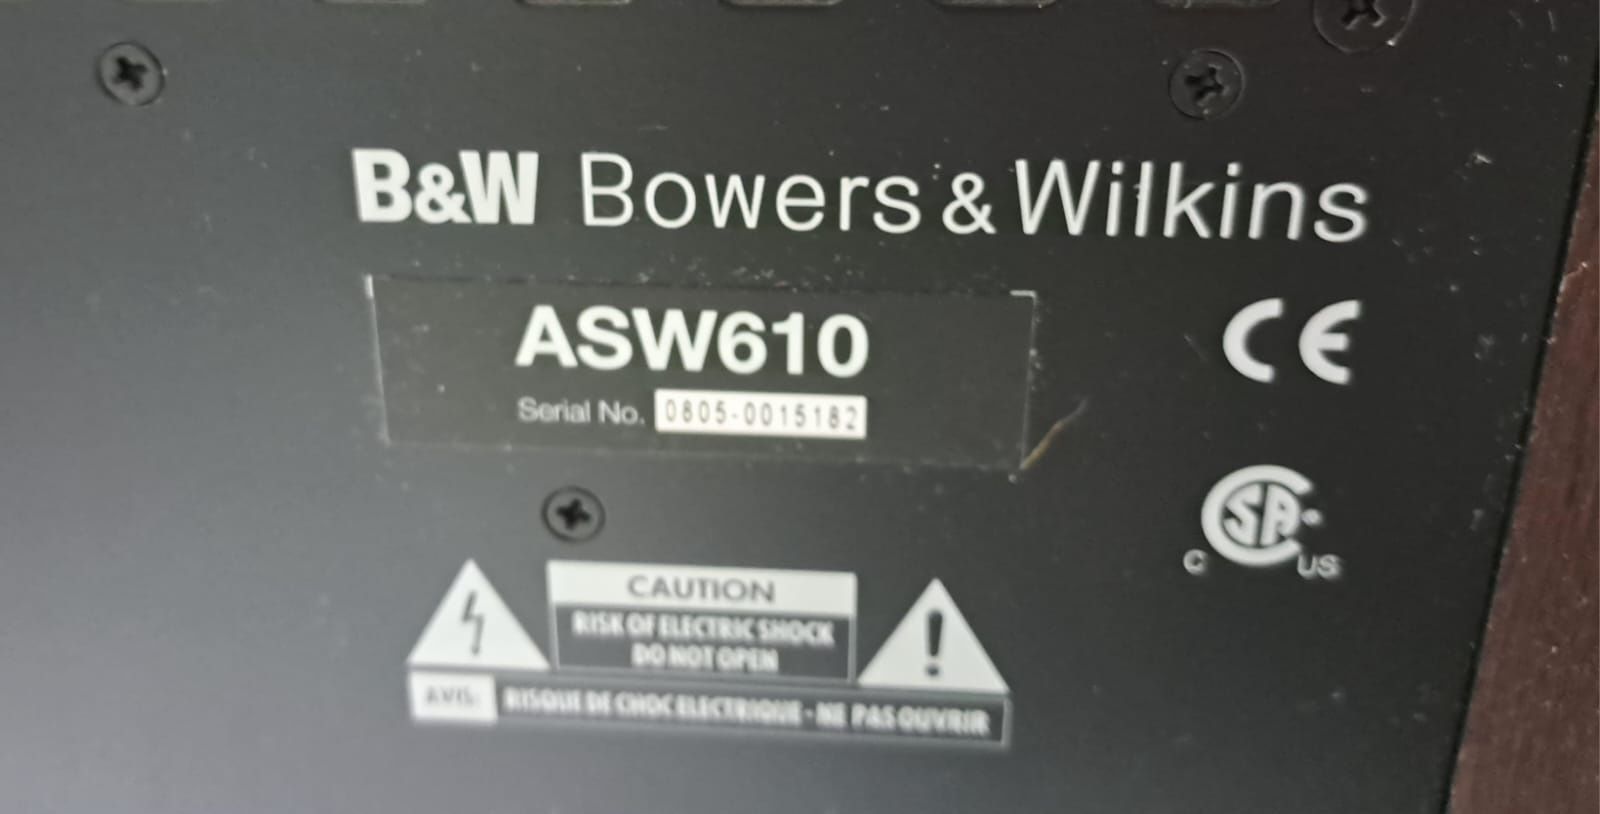 B&W Bowers & Wilkins
ASW610
Serial No. 0805-0015182
CE
CSA
C US
CAUTION
RISK OF ELECTRIC SHOCK
DO NOT OPEN
AVIS: RISQUE DE CHOC ELECTRIQUE - NE PAS OUVRIR